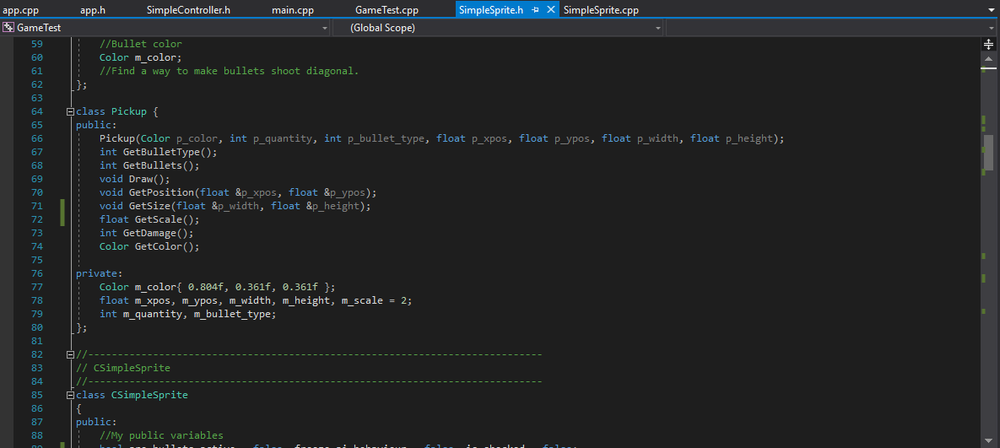 app.cpp app.h SimpleController.h main.cpp GameTest.cpp SimpleSprite.h SimpleSprite.cpp
GameTest (Global Scope)
59 //Bullet color
60 Color m_color;
61 //Find a way to make bullets shoot diagonal.
62 };
63
64 class Pickup {
65 public:
66 Pickup(Color p_color, int p_quantity, int p_bullet_type, float p_xpos, float p_ypos, float p_width, float p_height);
67 int GetBulletType();
68 int GetBullets();
69 void Draw();
70 void GetPosition(float &p_xpos, float &p_ypos);
71 void GetSize(float &p_width, float &p_height);
72 float GetScale();
73 int GetDamage();
74 Color GetColor();
75
76 private:
77 Color m_color{ 0.804f, 0.361f, 0.361f };
78 float m_xpos, m_ypos, m_width, m_height, m_scale = 2;
79 int m_quantity, m_bullet_type;
80 };
81
82 //-----------------------------------------------------------------------------
83 // CSimpleSprite
84 //-----------------------------------------------------------------------------
85 class CSimpleSprite
86 {
87 public:
88 //My public variables